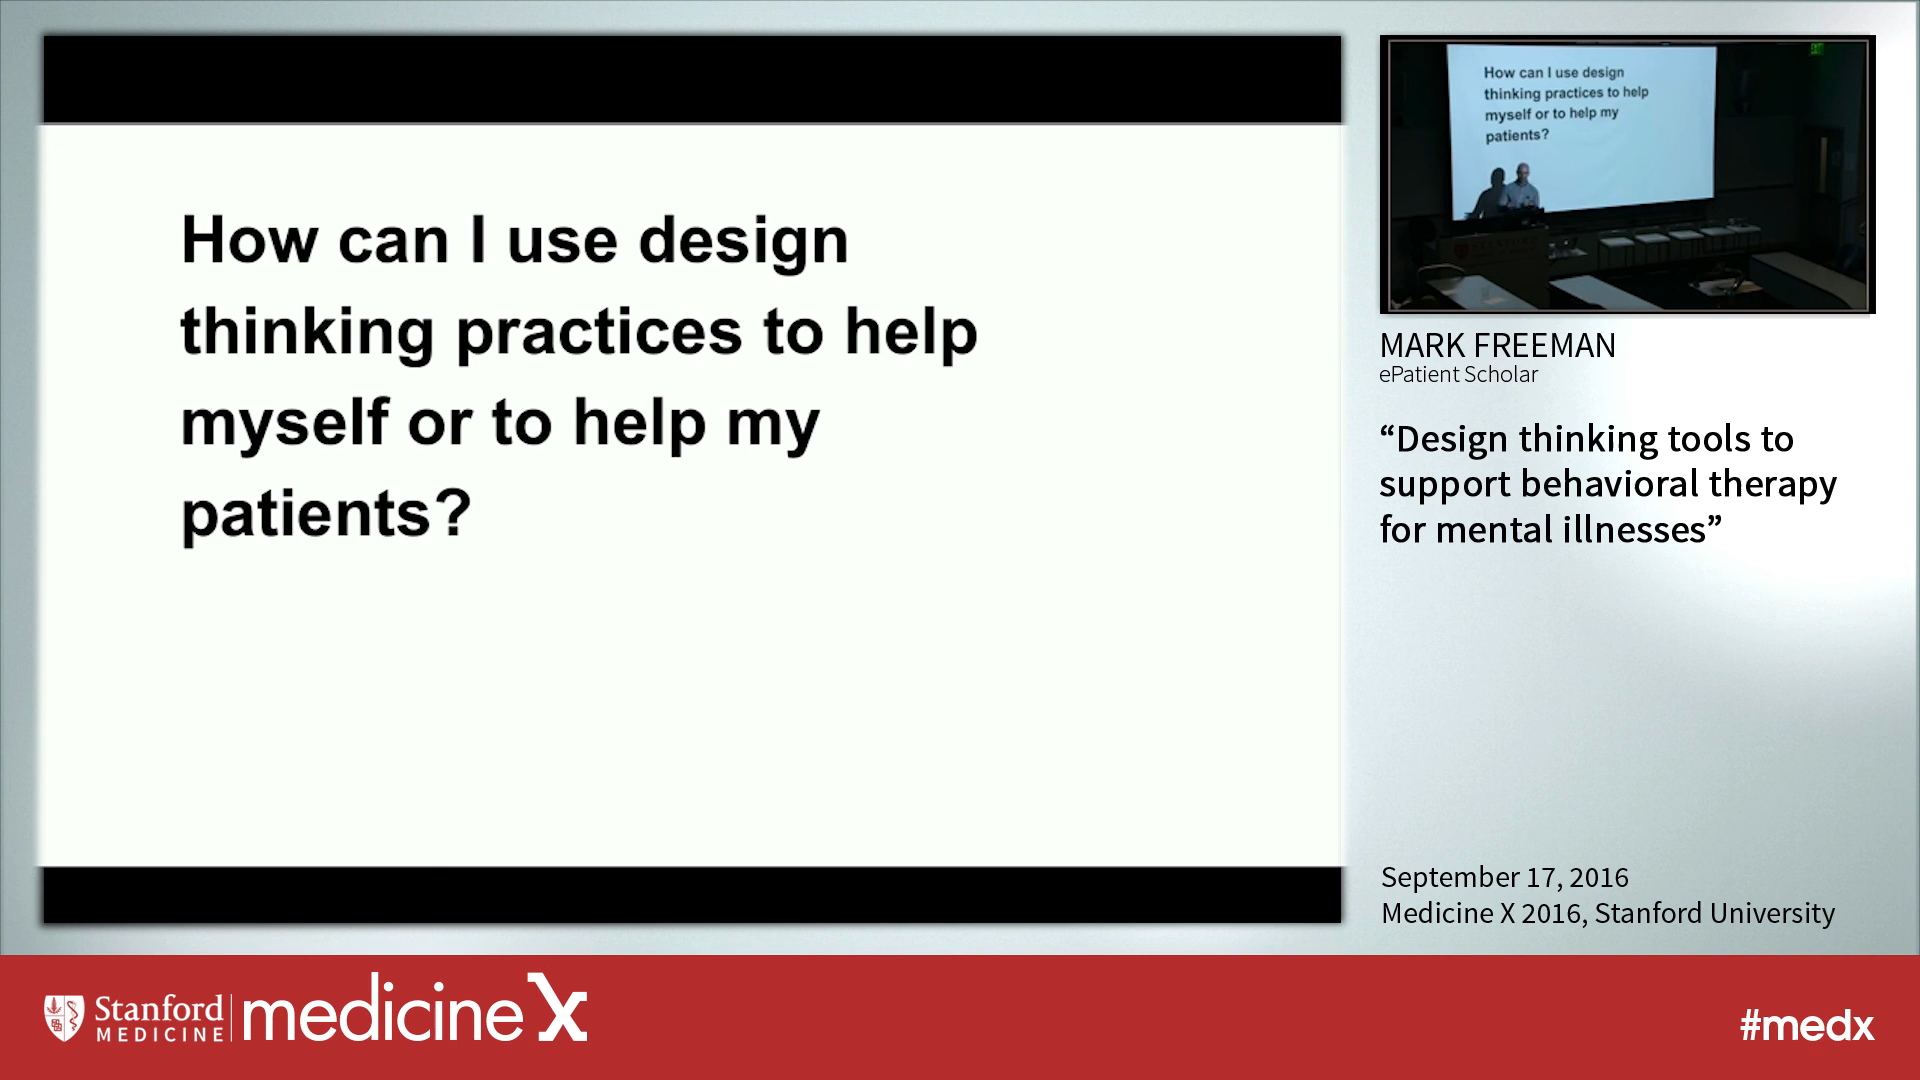 How can I use design
thinking practices to help
myself or to help my
patients?
How can I use design
thinking practices to help
myself or to help my
patients?
MARK FREEMAN
ePatient Scholar
“Design thinking tools to
support behavioral therapy
for mental illnesses”
September 17, 2016
Medicine X 2016, Stanford University
Stanford
MEDICINE
medicine X
#medx